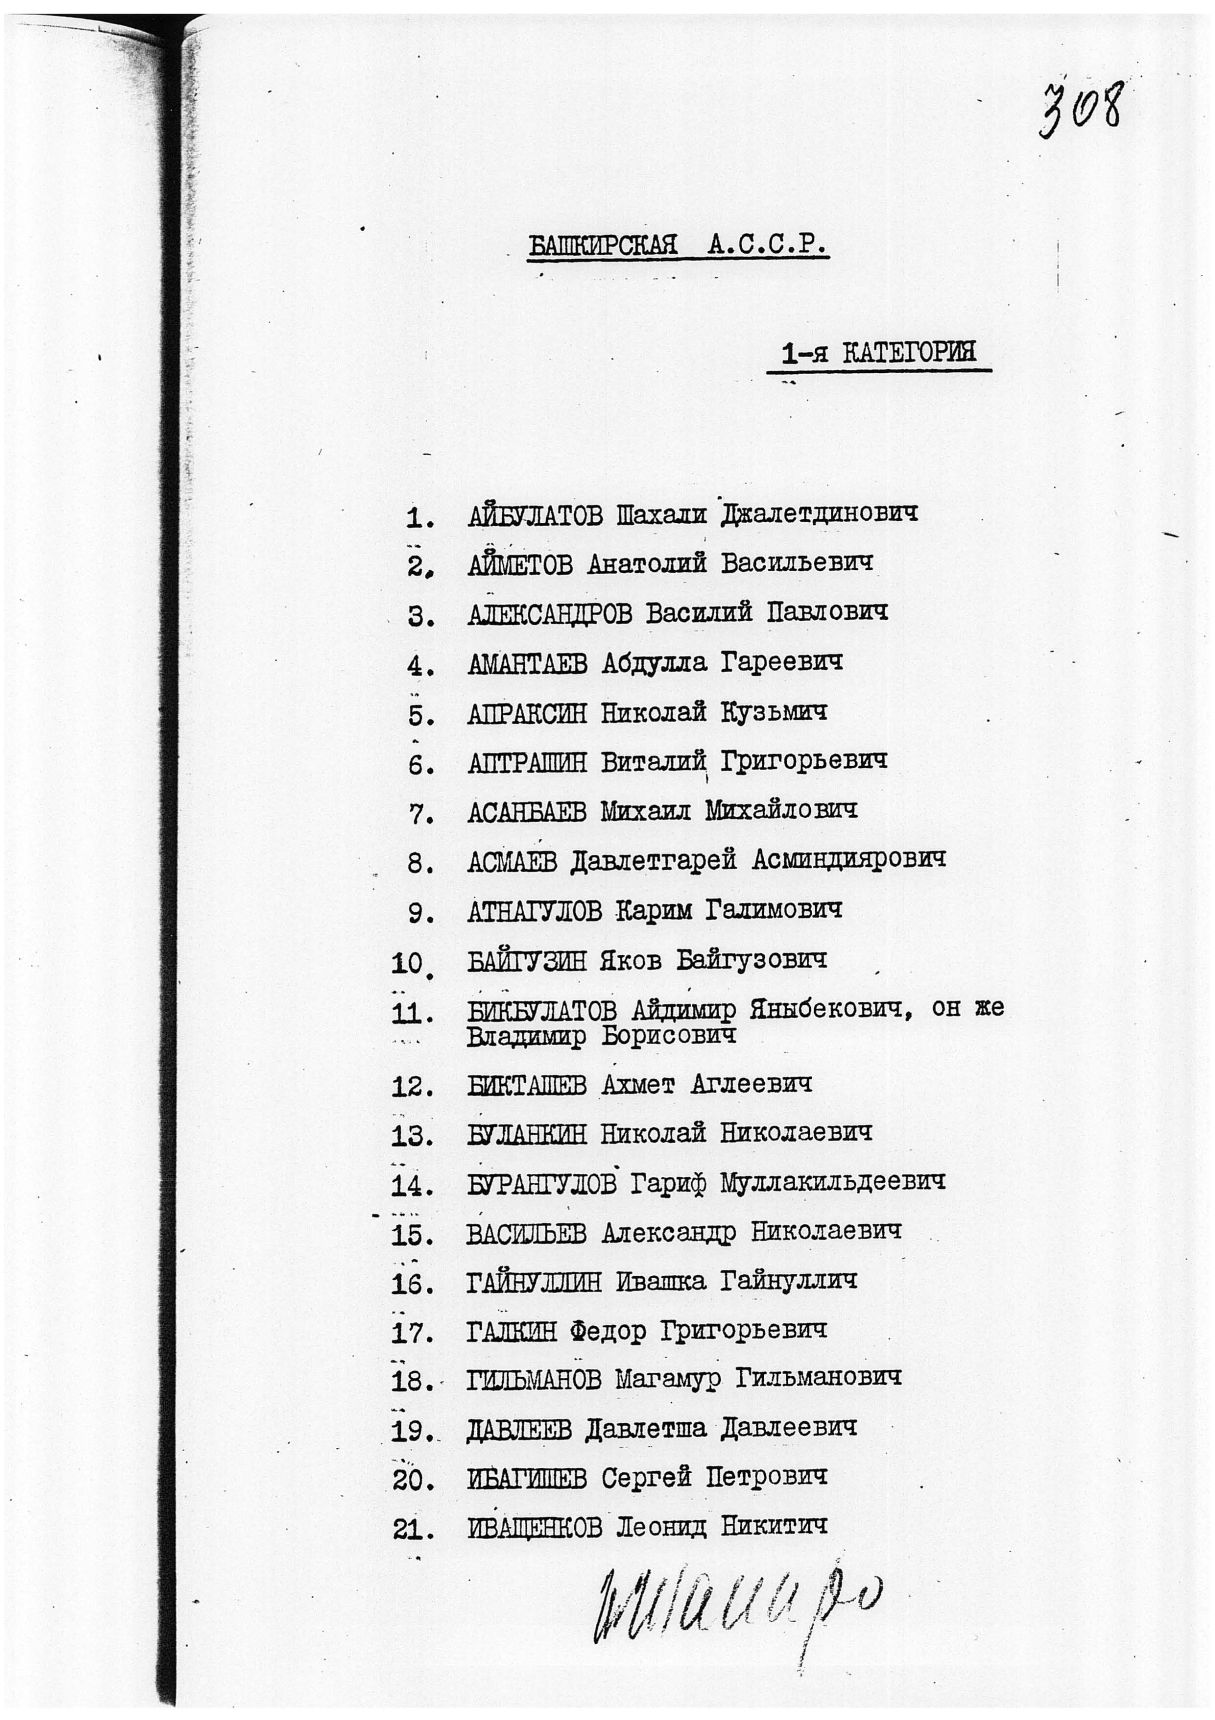 308
БАШКИРСКАЯ А.С.С.Р.
1-я КАТЕГОРИЯ
1. АЙБУЛАТОВ Шахали Джалетдинович
2. АЙМЕТОВ Анатолий Васильевич
3. АЛЕКСАНДРОВ Василий Павлович
4. АМАНТАЕВ Абдулла Гареевич
5. АПРАКСИН Николай Кузьмич
6. АПТРАШИН Виталий Григорьевич
7. АСАНБАЕВ Михаил Михайлович
8. АСМАЕВ Давлетгарей Асминдиярович
9. АТНАГУЛОВ Карим Галимович
10. БАЙГУЗИН Яков Байгузович
11. БИКБУЛАТОВ Айдимир Яныбекович, он же
Владимир Борисович
12. БИКТАШЕВ Ахмет Аглеевич
13. БУЛАНКИН Николай Николаевич
14. БУРАНГУЛОВ Гариф Муллакильдеевич
15. ВАСИЛЬЕВ Александр Николаевич
16. ГАЙНУЛЛИН Ивашка Гайнуллич
17. ГАЛКИН Федор Григорьевич
18. ГИЛЬМАНОВ Магамур Гильманович
19. ДАВЛЕЕВ Давлетша Давлеевич
20. ИБАГИШЕВ Сергей Петрович
21. ИВАЩЕНКОВ Леонид Никитич